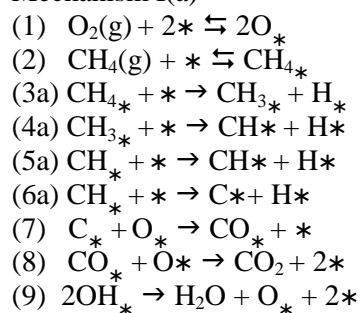 Mechanism I(a)
(1) O₂(g) + 2∗ ⇆ 2O∗
(2) CH₄(g) + ∗ ⇆ CH₄∗
(3a) CH₄∗ + ∗ → CH₃∗ + H∗
(4a) CH₃∗ + ∗ → CH∗ + H∗
(5a) CH∗ + ∗ → CH∗ + H∗
(6a) CH∗ + ∗ → C∗+ H∗
(7) C∗ + O∗ → CO∗ + ∗
(8) CO∗ + O∗ → CO₂ + 2∗
(9) 2OH∗ → H₂O + O∗ + 2∗